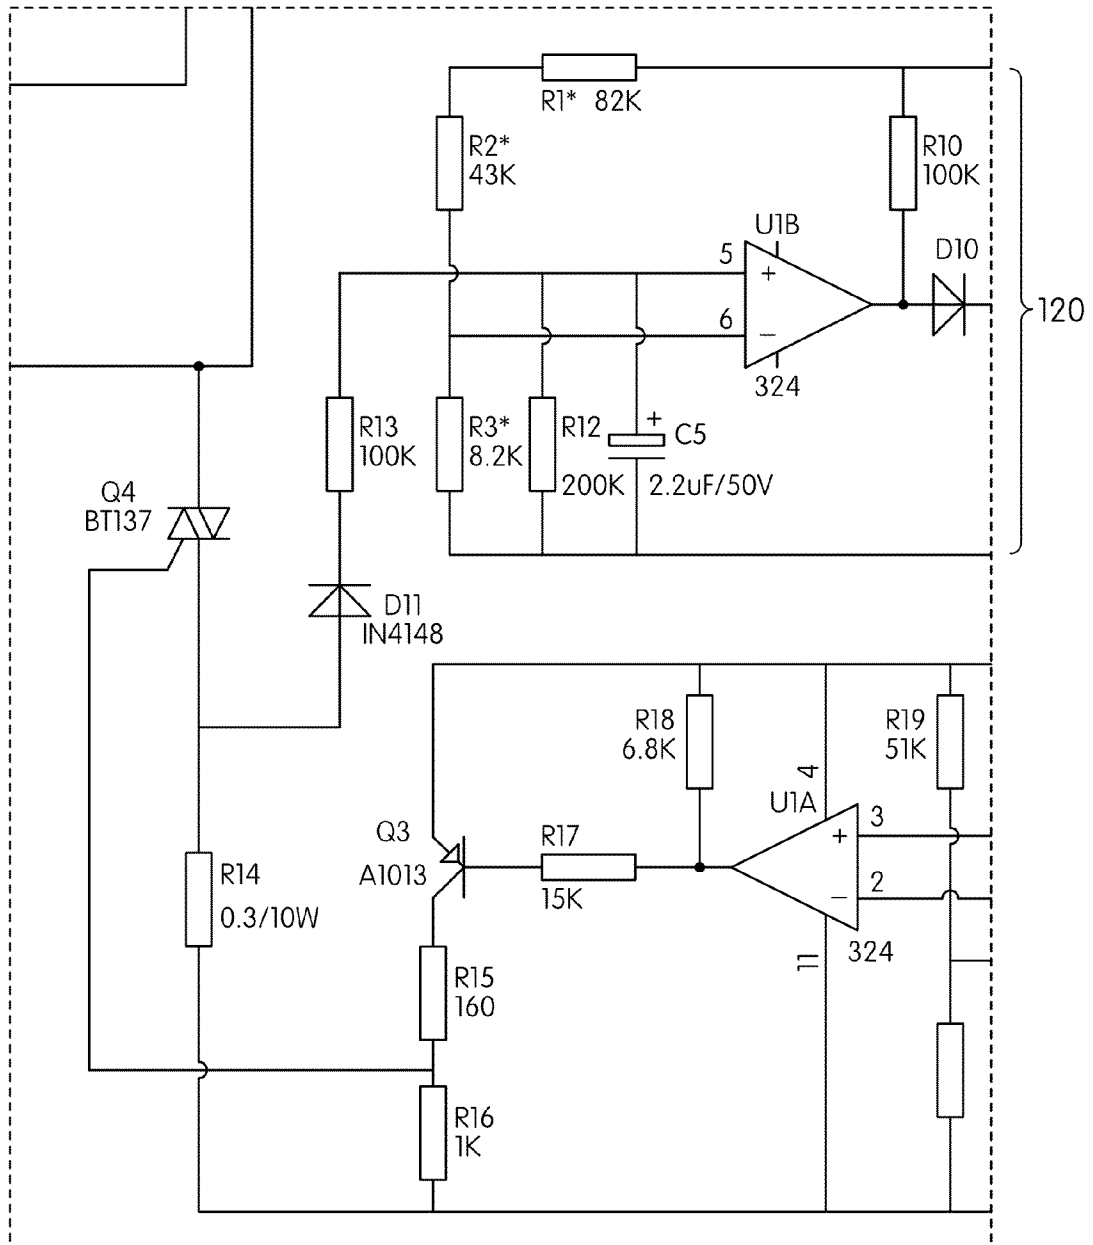 R1* 82K
R2*
43K
R10
100K
U1B
D10
5
+
6
−
324
120
R13
100K
R3*
8.2K
R12
200K
+
C5
2.2uF/50V
Q4
BT137
D11
IN4148
R18
6.8K
R19
51K
4
U1A
3
+
2
−
324
11
Q3
A1013
R17
15K
R14
0.3/10W
R15
160
R16
1K